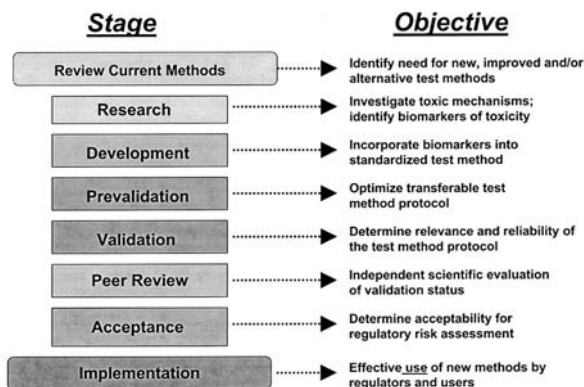 Stage Objective
Review Current Methods
Identify need for new, improved and/or
alternative test methods
Research
Investigate toxic mechanisms;
identify biomarkers of toxicity
Development
Incorporate biomarkers into
standardized test method
Prevalidation
Optimize transferable test
method protocol
Validation
Determine relevance and reliability of
the test method protocol
Peer Review
Independent scientific evaluation
of validation status
Acceptance
Determine acceptability for
regulatory risk assessment
Implementation
Effective use of new methods by
regulators and users